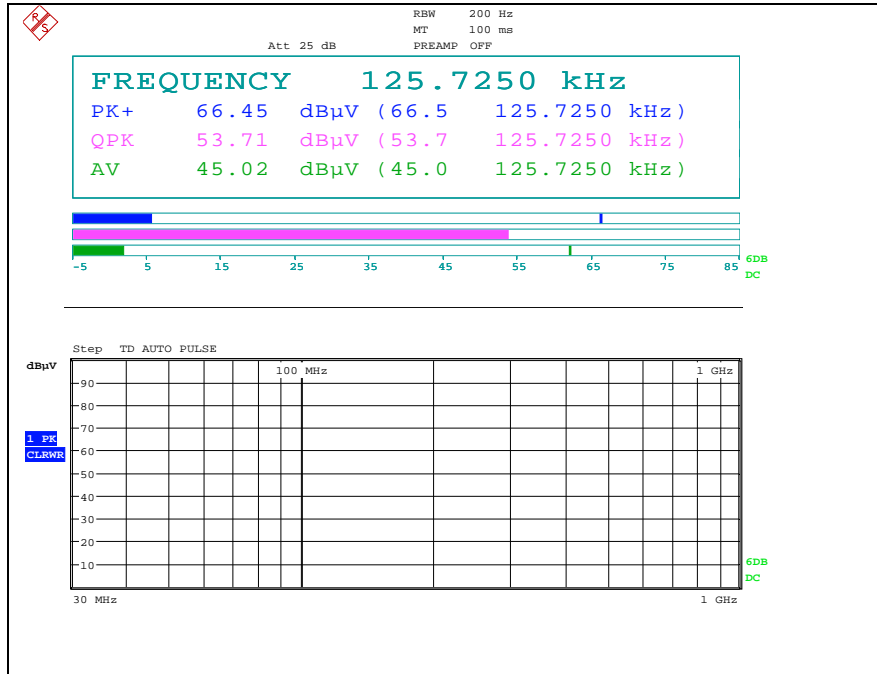 R S
RBW 200 Hz
MT 100 ms
Att 25 dB PREAMP OFF
FREQUENCY 125.7250 kHz
PK+ 66.45 dBµV (66.5 125.7250 kHz)
QPK 53.71 dBµV (53.7 125.7250 kHz)
AV 45.02 dBµV (45.0 125.7250 kHz)
-5 5 15 25 35 45 55 65 75 85
6DB
DC
Step TD AUTO PULSE
dBµV
100 MHz 1 GHz
90
80
70
1 PK
CLRWR
60
50
40
30
20
10
6DB
DC
30 MHz 1 GHz